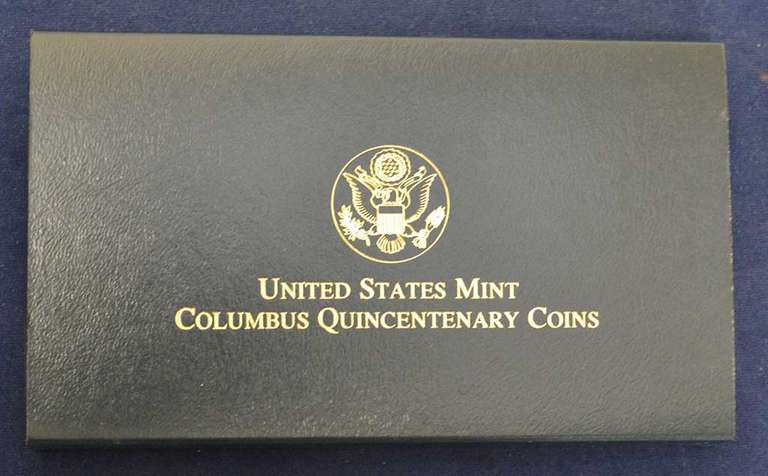 United States Mint
Columbus Quincentenary Coins